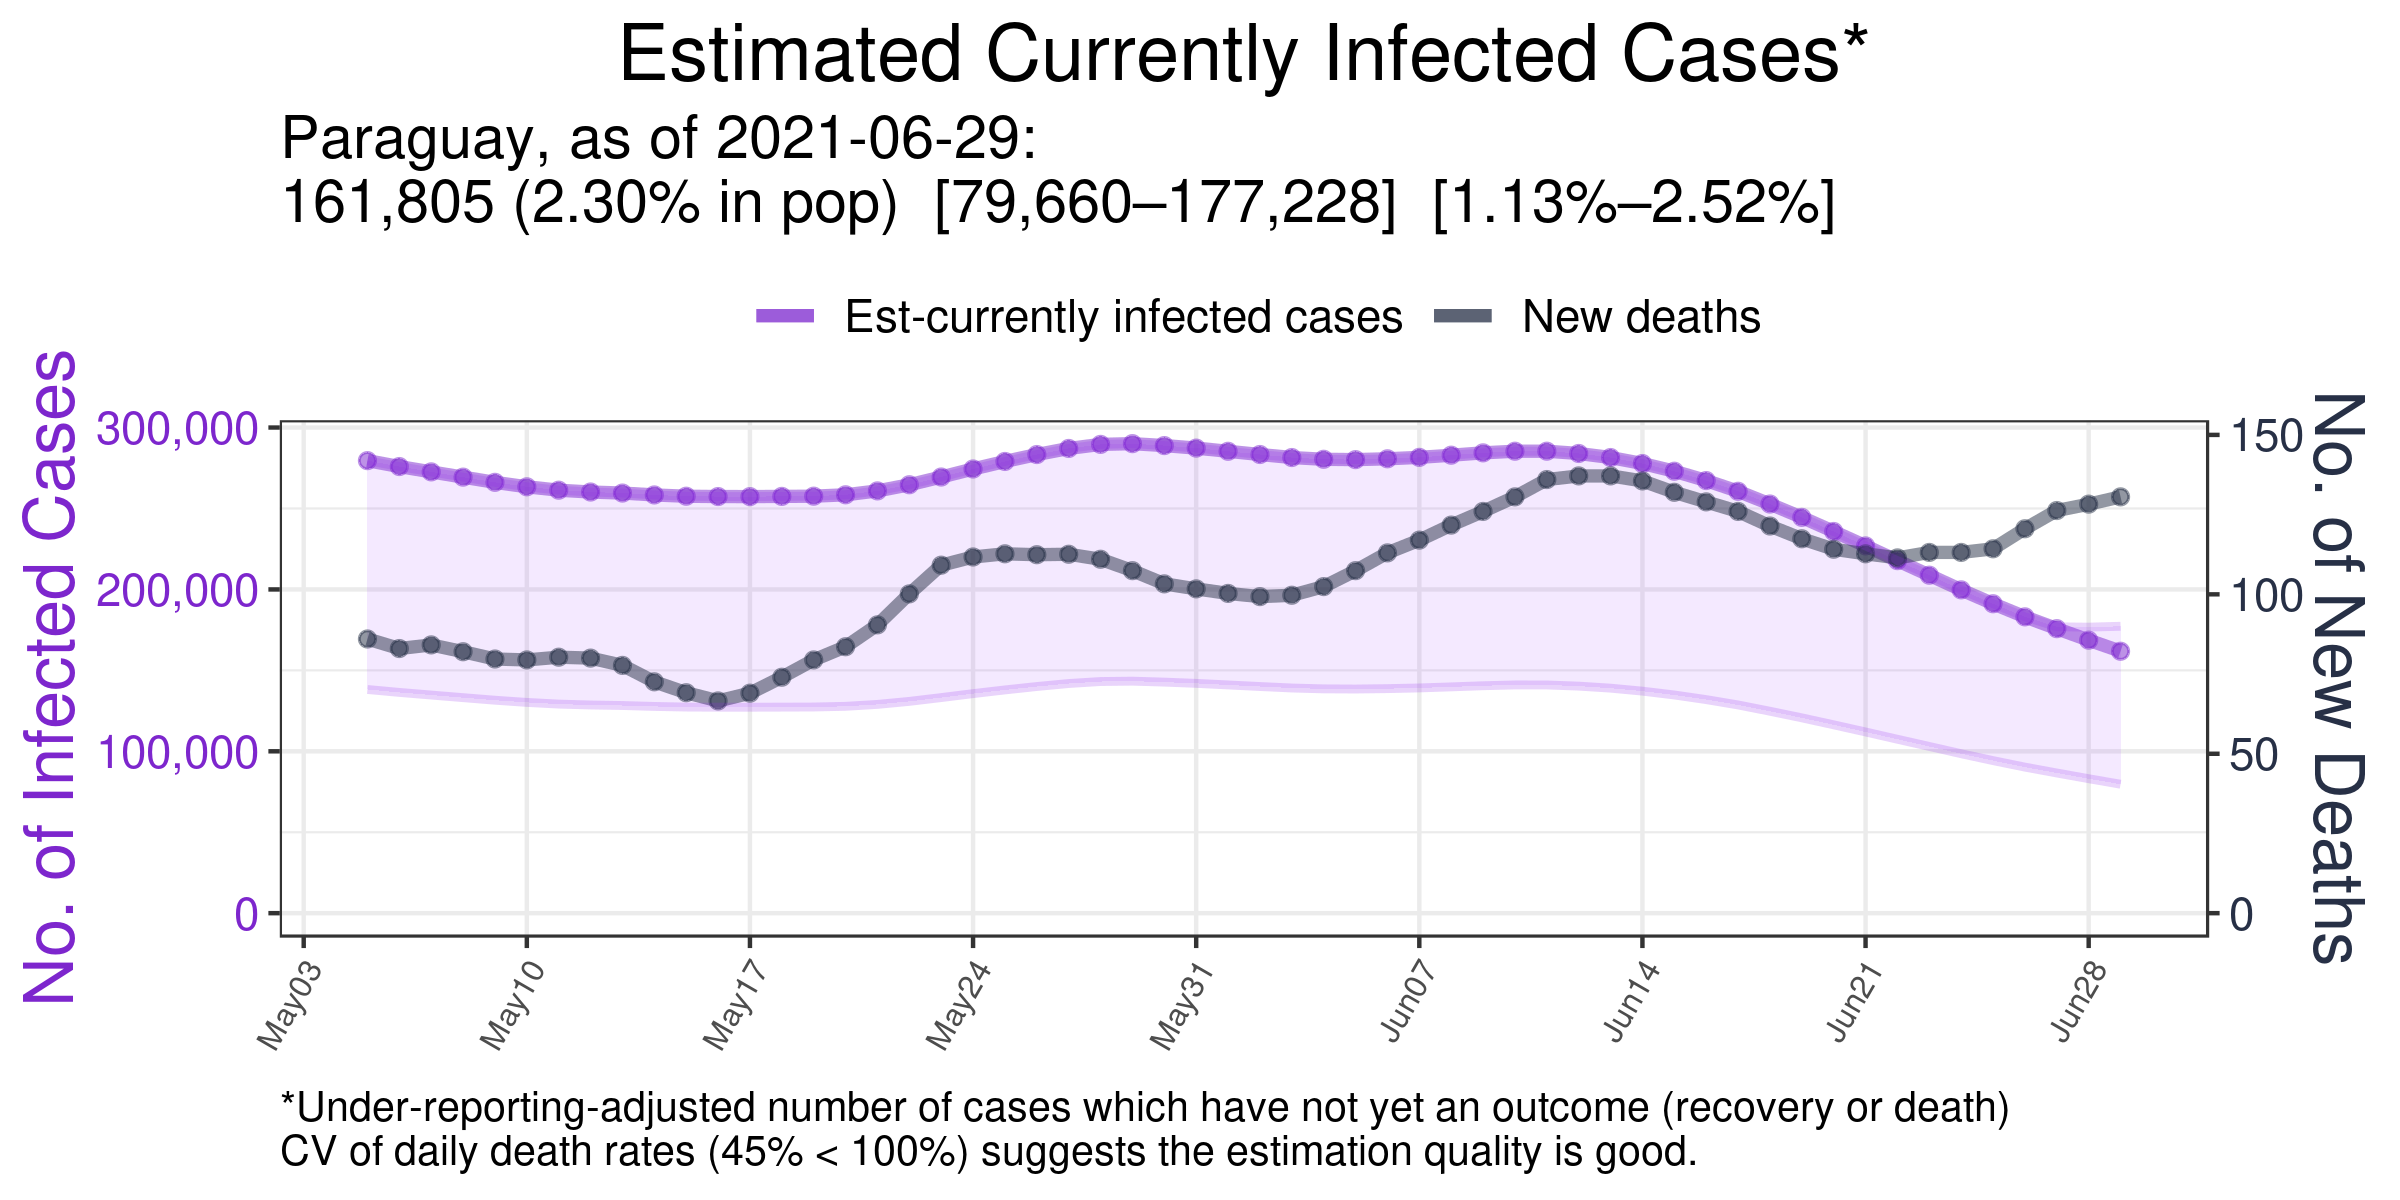 Estimated Currently Infected Cases*
Paraguay, as of 2021-06-29:
161,805 (2.30% in pop) [79,660–177,228] [1.13%–2.52%]
Est-currently infected cases New deaths
No. of Infected Cases
300,000
200,000
100,000
0
150
100
50
0
No. of New Deaths
May03 May10 May17 May24 May31 Jun07 Jun14 Jun21 Jun28
*Under-reporting-adjusted number of cases which have not yet an outcome (recovery or death)
CV of daily death rates (45% < 100%) suggests the estimation quality is good.